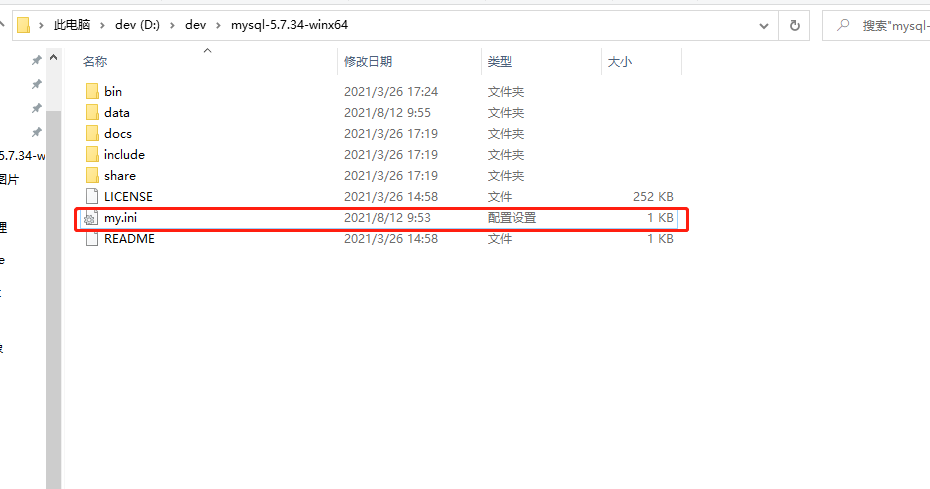 此电脑 > dev (D:) > dev > mysql-5.7.34-winx64 搜索"mysql-
名称 修改日期 类型 大小
bin 2021/3/26 17:24 文件夹
data 2021/8/12 9:55 文件夹
docs 2021/3/26 17:19 文件夹
include 2021/3/26 17:19 文件夹
share 2021/3/26 17:19 文件夹
LICENSE 2021/3/26 14:58 文件 252 KB
my.ini 2021/8/12 9:53 配置设置 1 KB
README 2021/3/26 14:58 文件 1 KB
5.7.34-w
图片
理
e